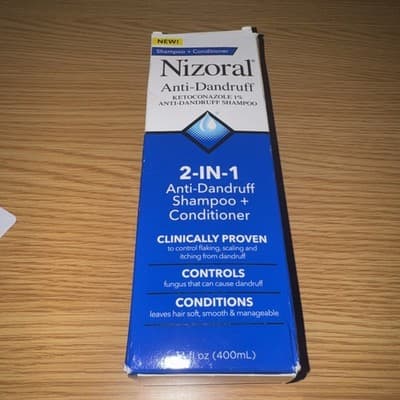 NEW!
Shampoo + Conditioner
Nizoral®
Anti-Dandruff
KETOCONAZOLE 1%
ANTI-DANDRUFF SHAMPOO
2-IN-1
Anti-Dandruff
Shampoo +
Conditioner
CLINICALLY PROVEN
to control flaking, scaling and
itching from dandruff
CONTROLS
fungus that can cause dandruff
CONDITIONS
leaves hair soft, smooth & manageable
fl oz (400mL)